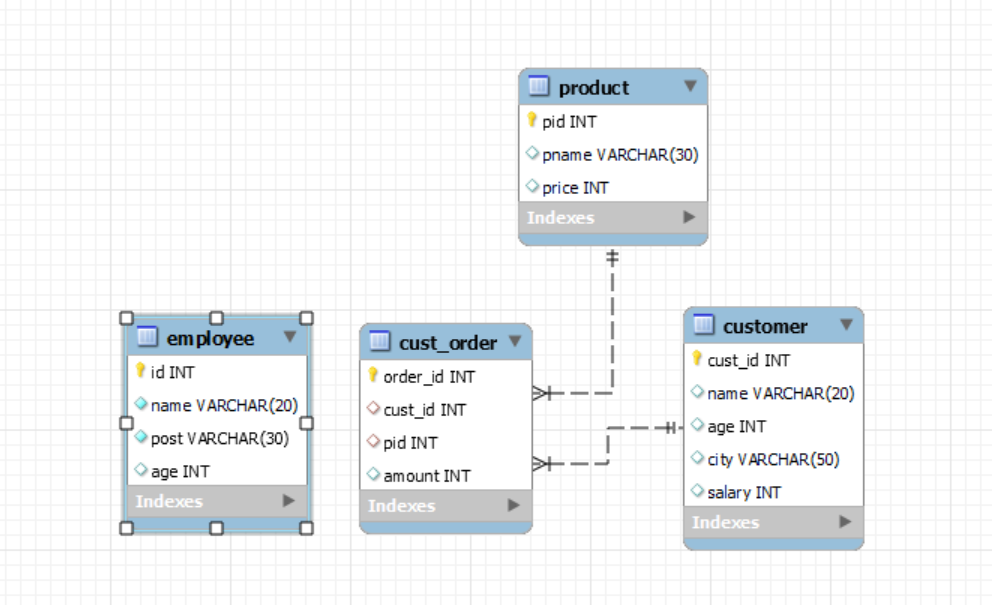 product
pid INT
pname VARCHAR(30)
price INT
Indexes
employee
id INT
name VARCHAR(20)
post VARCHAR(30)
age INT
Indexes
cust_order
order_id INT
cust_id INT
pid INT
amount INT
Indexes
customer
cust_id INT
name VARCHAR(20)
age INT
city VARCHAR(50)
salary INT
Indexes